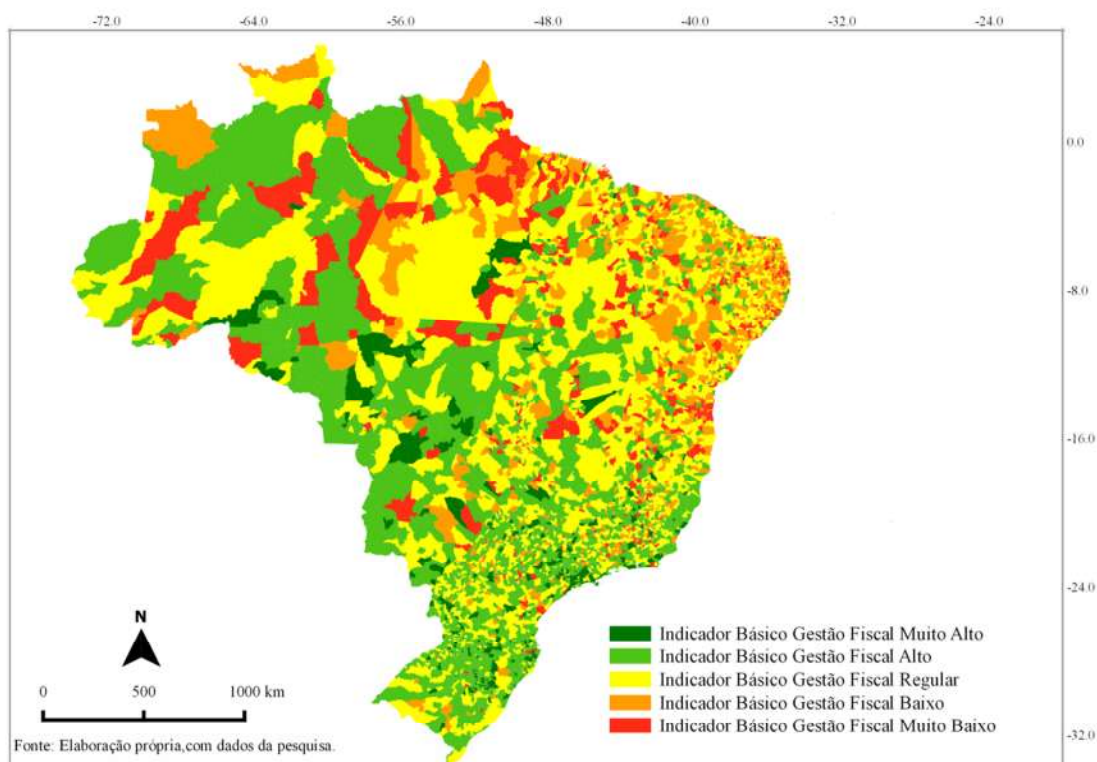 -72.0 -64.0 -56.0 -48.0 -40.0 -32.0 -24.0
0.0
-8.0
-16.0
-24.0
-32.0
N
0 500 1000 km
Indicador Básico Gestão Fiscal Muito Alto
Indicador Básico Gestão Fiscal Alto
Indicador Básico Gestão Fiscal Regular
Indicador Básico Gestão Fiscal Baixo
Indicador Básico Gestão Fiscal Muito Baixo
Fonte: Elaboração própria,com dados da pesquisa.